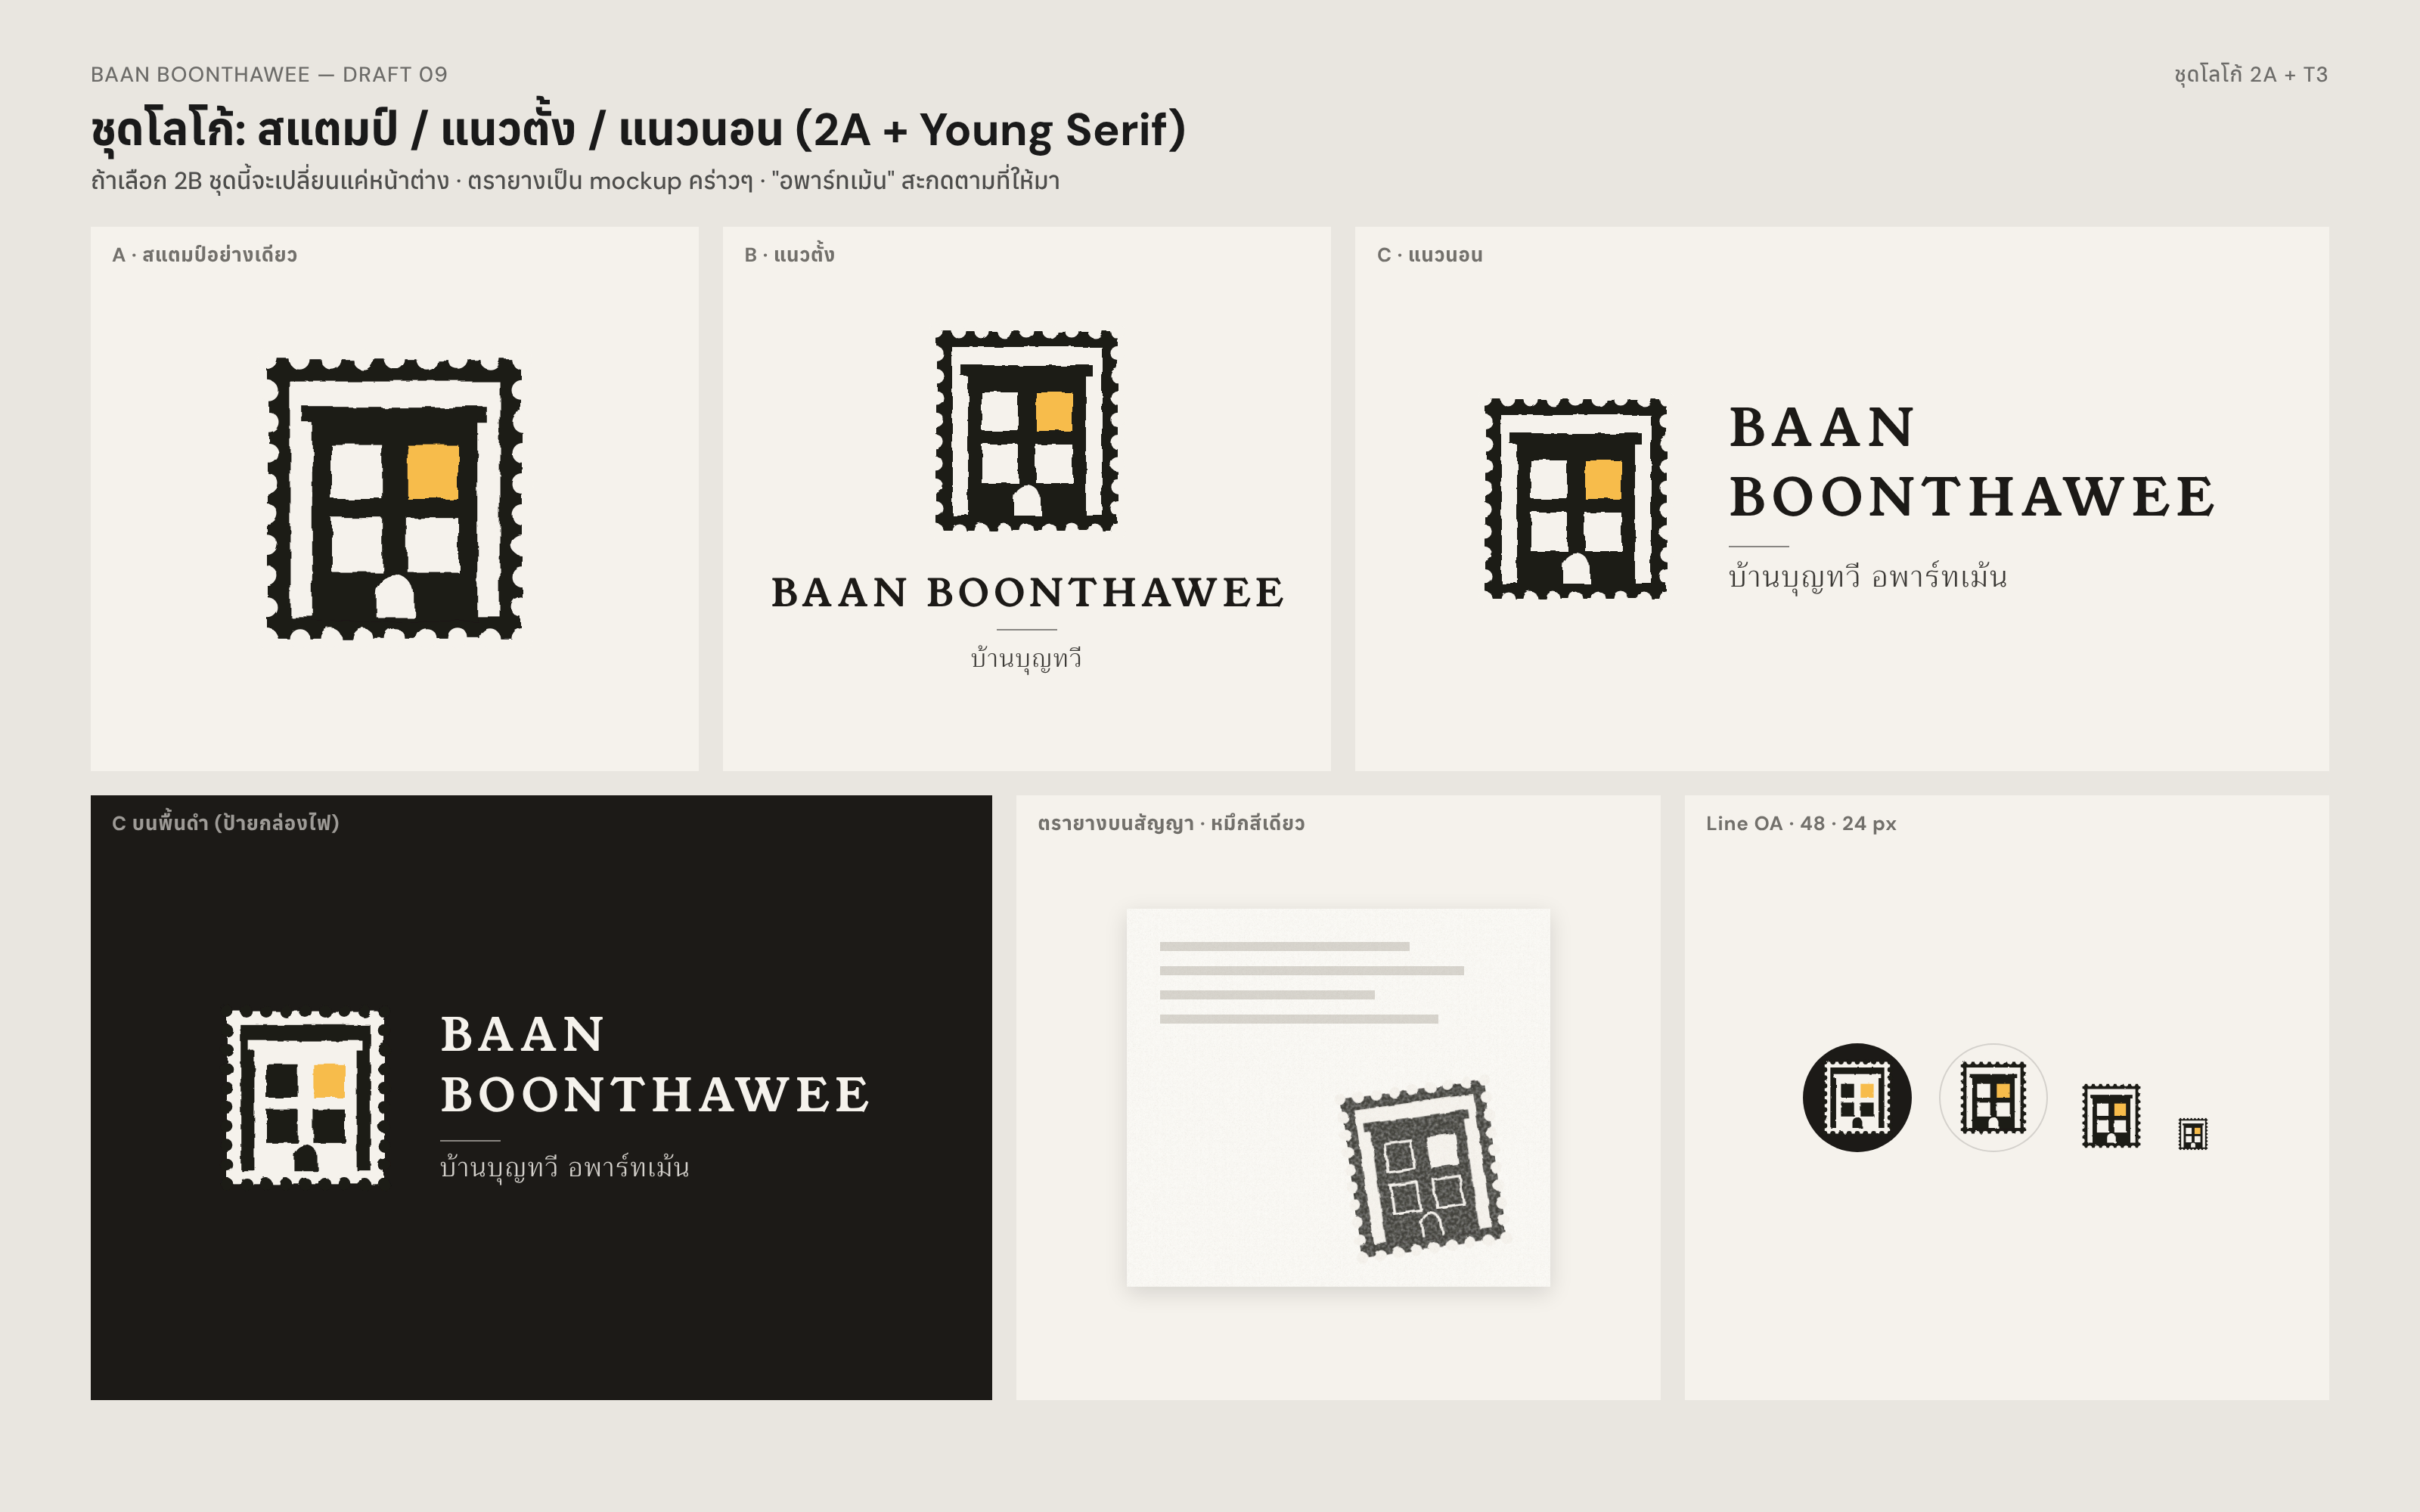 BAAN BOONTHAWEE — DRAFT 09
ชุดโลโก้ 2A + T3
ชุดโลโก้: สแตมป์ / แนวตั้ง / แนวนอน (2A + Young Serif)
ถ้าเลือก 2B ชุดนี้จะเปลี่ยนแค่หน้าต่าง · ตรายางเป็น mockup คร่าวๆ · "อพาร์ทเม้น" สะกดตามที่ให้มา
A · สแตมป์อย่างเดียว
B · แนวตั้ง
BAAN BOONTHAWEE
บ้านบุญทวี
C · แนวนอน
BAAN
BOONTHAWEE
บ้านบุญทวี อพาร์ทเม้น
C บนพื้นดำ (ป้ายกล่องไฟ)
BAAN
BOONTHAWEE
บ้านบุญทวี อพาร์ทเม้น
ตรายางบนสัญญา · หมึกสีเดียว
Line OA · 48 · 24 px